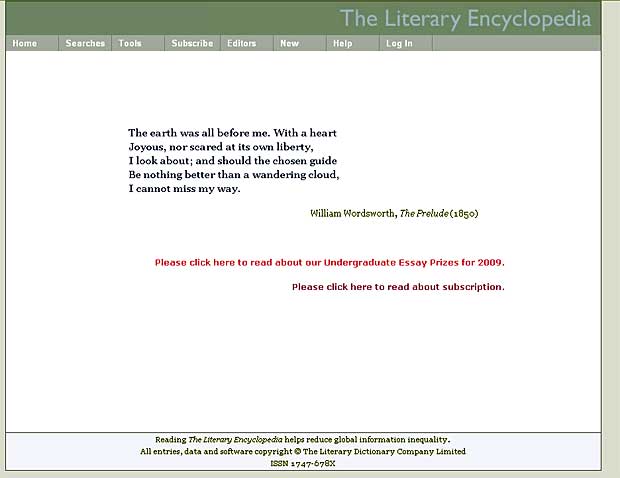 The Literary Encyclopedia
Home Searches Tools Subscribe Editors New Help Log In
The earth was all before me. With a heart
Joyous, nor scared at its own liberty,
I look about; and should the chosen guide
Be nothing better than a wandering cloud,
I cannot miss my way.
William Wordsworth, The Prelude (1850)
Please click here to read about our Undergraduate Essay Prizes for 2009.
Please click here to read about subscription.
Reading The Literary Encyclopedia helps reduce global information inequality.
All entries, data and software copyright © The Literary Dictionary Company Limited
ISSN 1747-678X